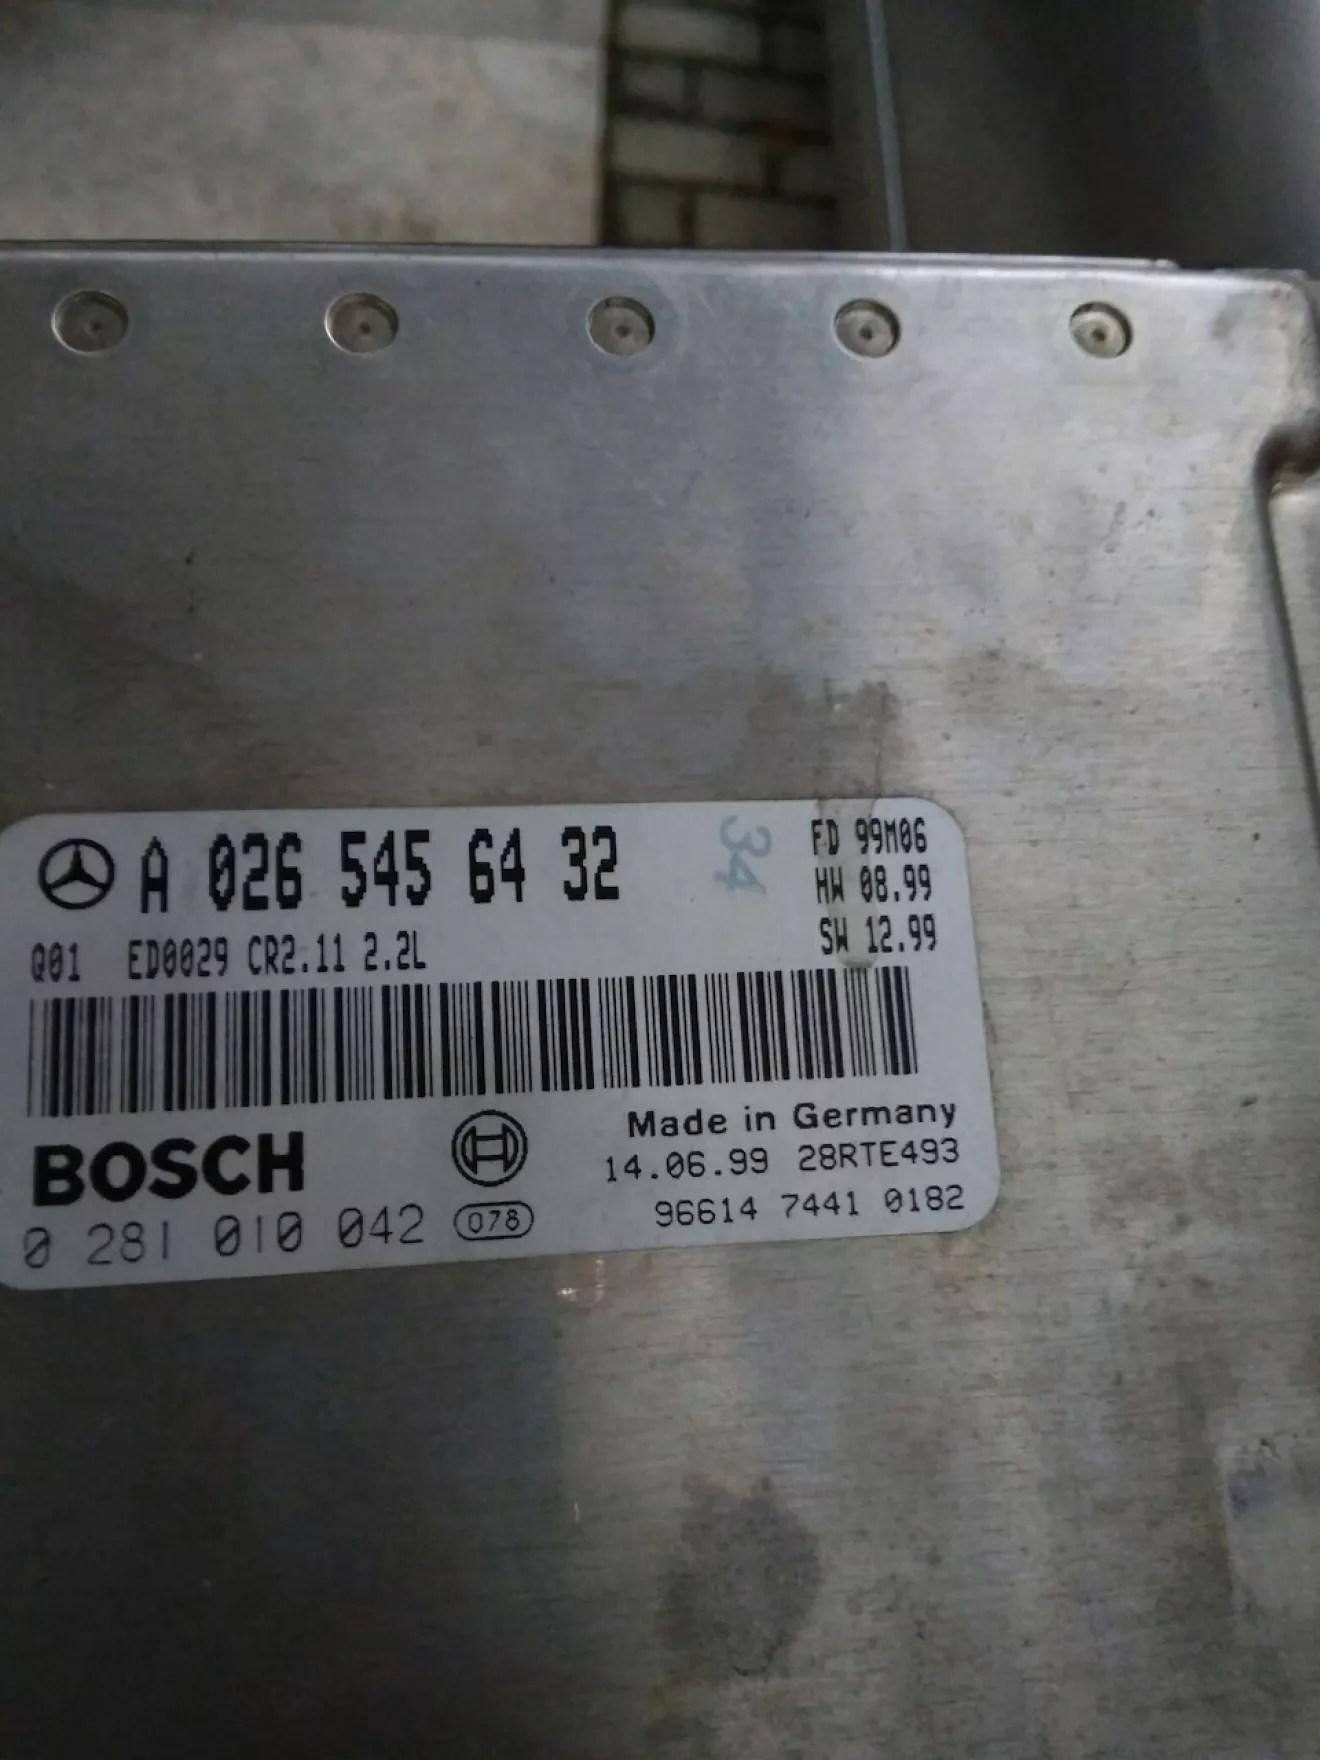 A 026 545 64 32
34
FD 99M06
HW 08.99
SW 12.99
Q01 ED0029 CR2.11 2.2L
BOSCH
Made in Germany
14.06.99 28RTE493
0 281 010 042
078
96614 7441 0182